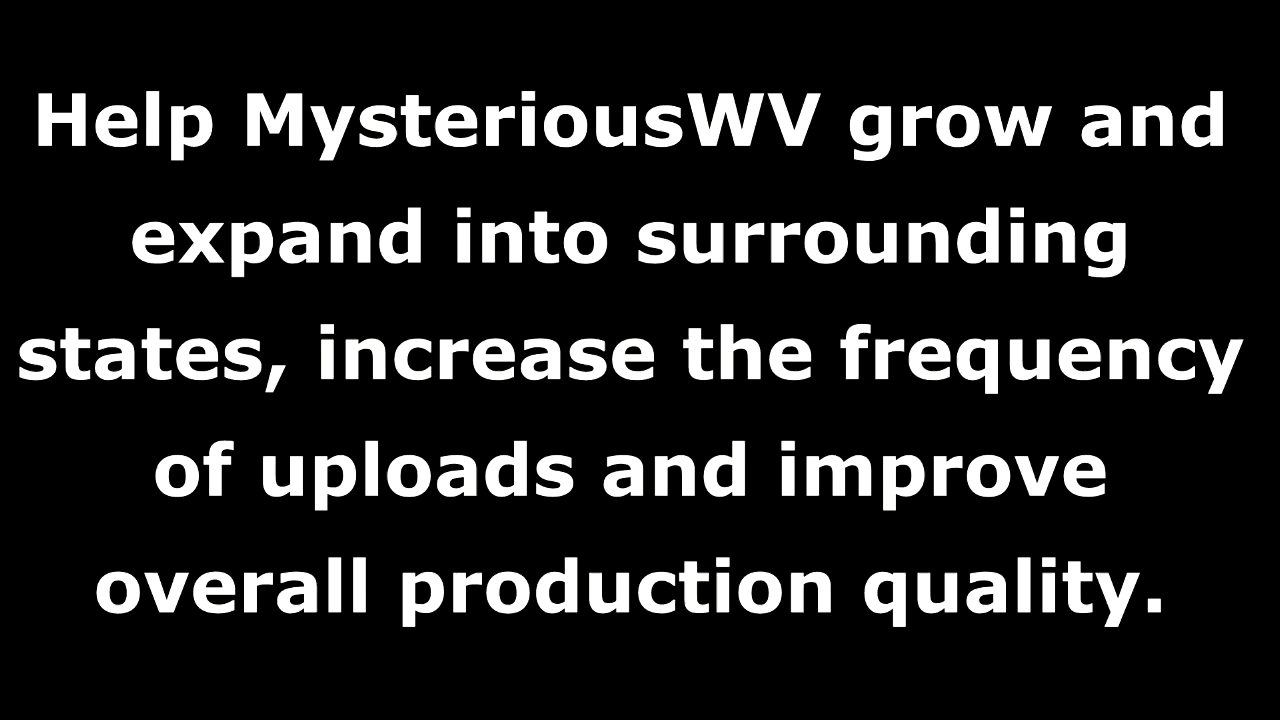 Help MysteriousWV grow and
expand into surrounding
states, increase the frequency
of uploads and improve
overall production quality.